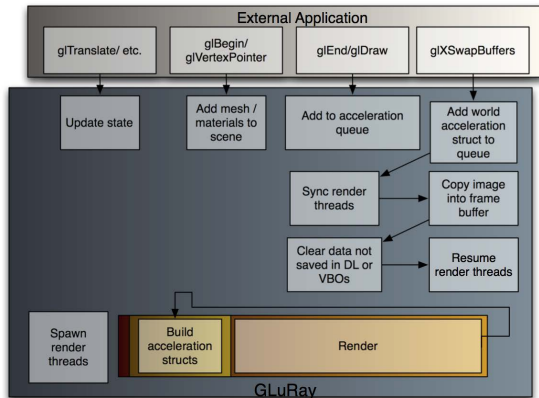 External Application
glTranslate/ etc.
glBegin/
glVertexPointer
glEnd/glDraw
glXSwapBuffers
Update state
Add mesh /
materials to
scene
Add to acceleration
queue
Add world
acceleration
struct to
queue
Sync render
threads
Copy image
into frame
buffer
Clear data not
saved in DL or
VBOs
Resume
render threads
Spawn
render
threads
Build
acceleration
structs
Render
GLuRay